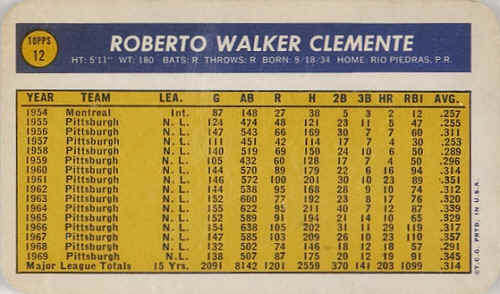 TOPPS
12
ROBERTO WALKER CLEMENTE
HT: 5'11" WT: 180 BATS: R THROWS: R BORN: 8/18/34 HOME: RIO PIEDRAS, P.R.
YEAR TEAM LEA. G AB R H 2B 3B HR RBI AVG.
1954 Montreal Int. 87 148 27 38 5 3 2 12 .257
1955 Pittsburgh N. L. 124 474 48 121 23 11 5 47 .255
1956 Pittsburgh N. L. 147 543 66 169 30 7 7 60 .311
1957 Pittsburgh N. L. 111 451 42 114 17 7 4 30 .253
1958 Pittsburgh N. L. 140 519 69 150 24 10 6 50 .289
1959 Pittsburgh N. L. 105 432 60 128 17 7 4 50 .296
1960 Pittsburgh N. L. 144 570 89 179 22 6 16 94 .314
1961 Pittsburgh N. L. 146 572 100 201 30 10 23 89 .351
1962 Pittsburgh N. L. 144 538 95 168 28 9 10 74 .312
1963 Pittsburgh N. L. 152 600 77 192 23 8 17 76 .320
1964 Pittsburgh N. L. 155 622 95 211 40 7 12 87 .339
1965 Pittsburgh N. L. 152 589 91 194 21 14 10 65 .329
1966 Pittsburgh N. L. 154 638 105 202 31 11 29 119 .317
1967 Pittsburgh N. L. 147 585 103 209 26 10 23 110 .357
1968 Pittsburgh N. L. 132 502 74 146 18 12 18 57 .291
1969 Pittsburgh N. L. 138 507 87 175 20 12 19 91 .345
Major League Totals 15 Yrs. 2091 8142 1201 2559 370 141 203 1099 .314
©T.C.G. PRTD. IN U.S.A.